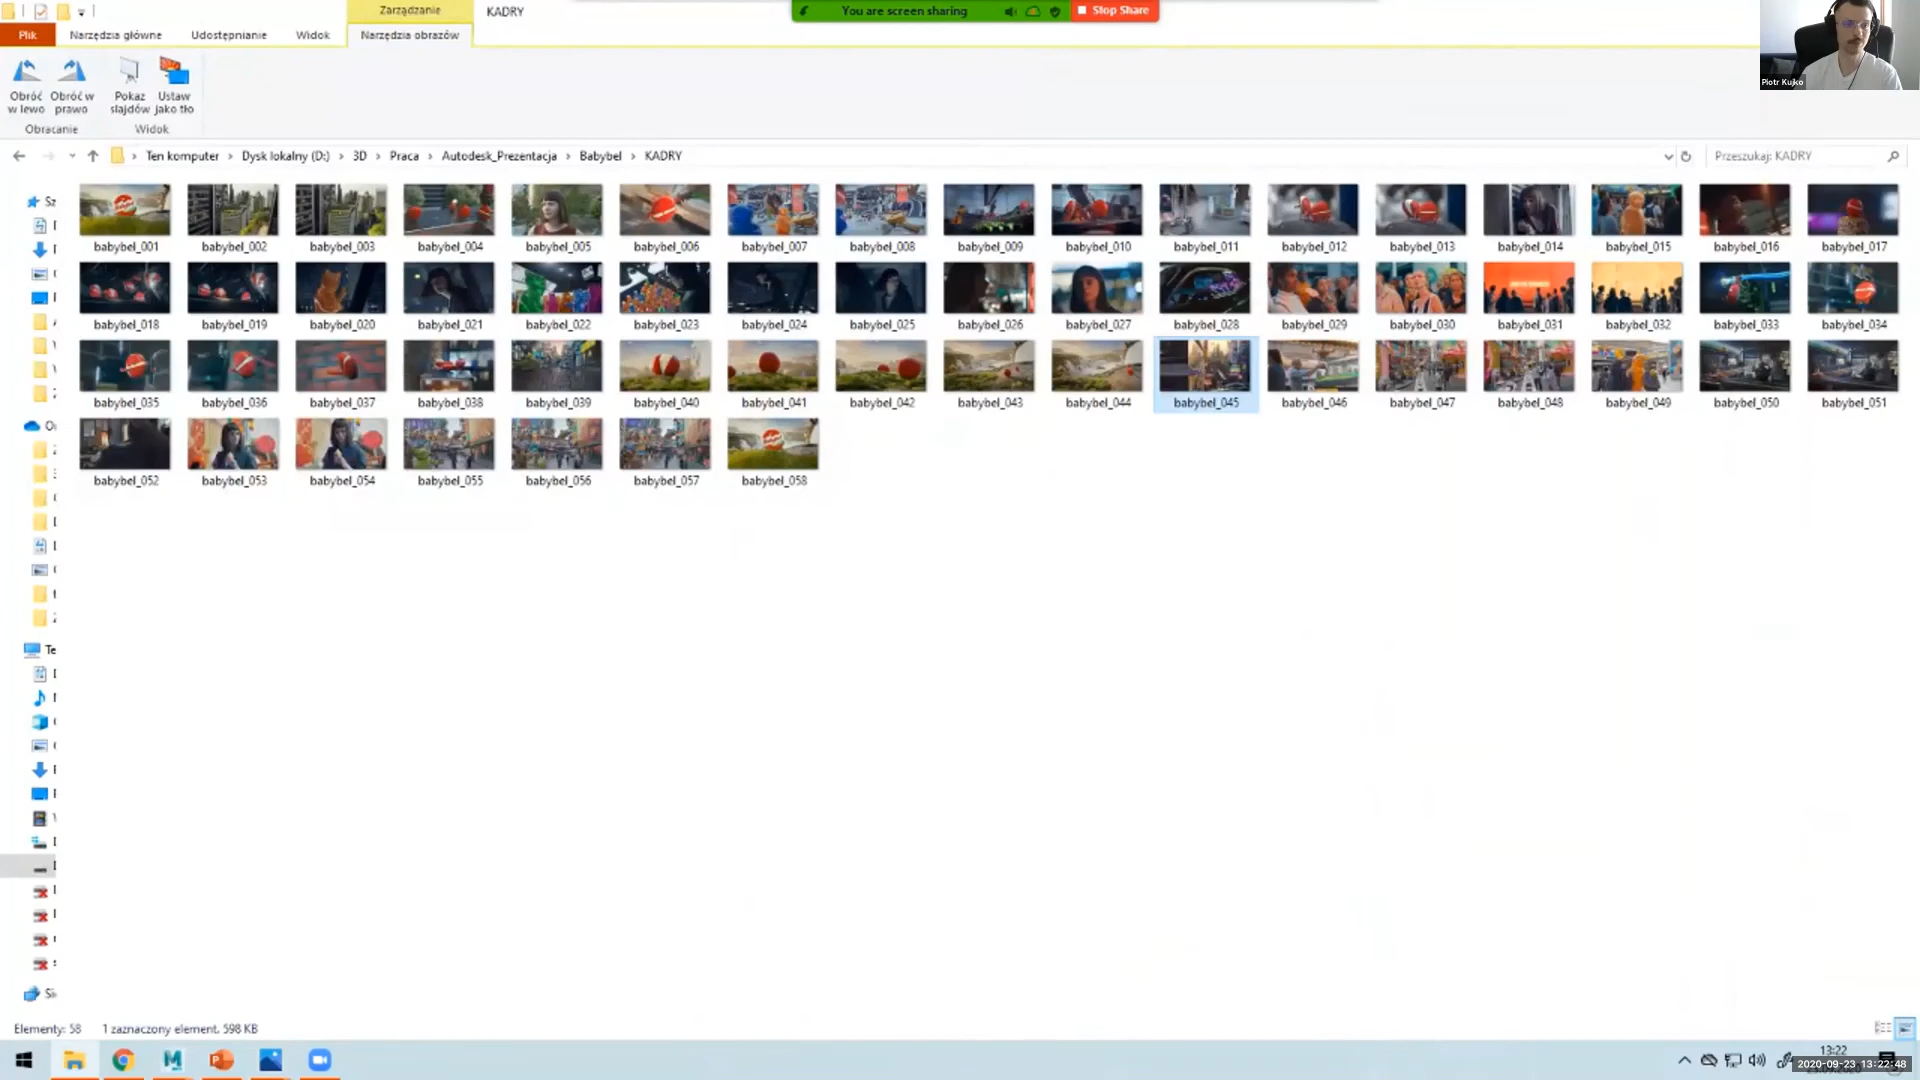 Zarządzanie
KADRY
You are screen sharing
Stop Share
Plik
Narzędzia główne
Udostępnianie
Widok
Narzędzia obrazów
Piotr Kujko
Obróć w lewo
Obróć w prawo
Pokaz slajdów
Ustaw jako tło
Obracanie
Widok
Ten komputer > Dysk lokalny (D:) > 3D > Praca > Autodesk_Prezentacja > Babybel > KADRY
Przeszukaj: KADRY
babybel_001 babybel_002 babybel_003 babybel_004 babybel_005 babybel_006 babybel_007 babybel_008 babybel_009 babybel_010 babybel_011 babybel_012 babybel_013 babybel_014 babybel_015 babybel_016 babybel_017
babybel_018 babybel_019 babybel_020 babybel_021 babybel_022 babybel_023 babybel_024 babybel_025 babybel_026 babybel_027 babybel_028 babybel_029 babybel_030 babybel_031 babybel_032 babybel_033 babybel_034
babybel_035 babybel_036 babybel_037 babybel_038 babybel_039 babybel_040 babybel_041 babybel_042 babybel_043 babybel_044 babybel_045 babybel_046 babybel_047 babybel_048 babybel_049 babybel_050 babybel_051
babybel_052 babybel_053 babybel_054 babybel_055 babybel_056 babybel_057 babybel_058
Sz
Te
Elementy: 58
1 zaznaczony element. 598 KB
13:22
2020-09-23 13:22:48